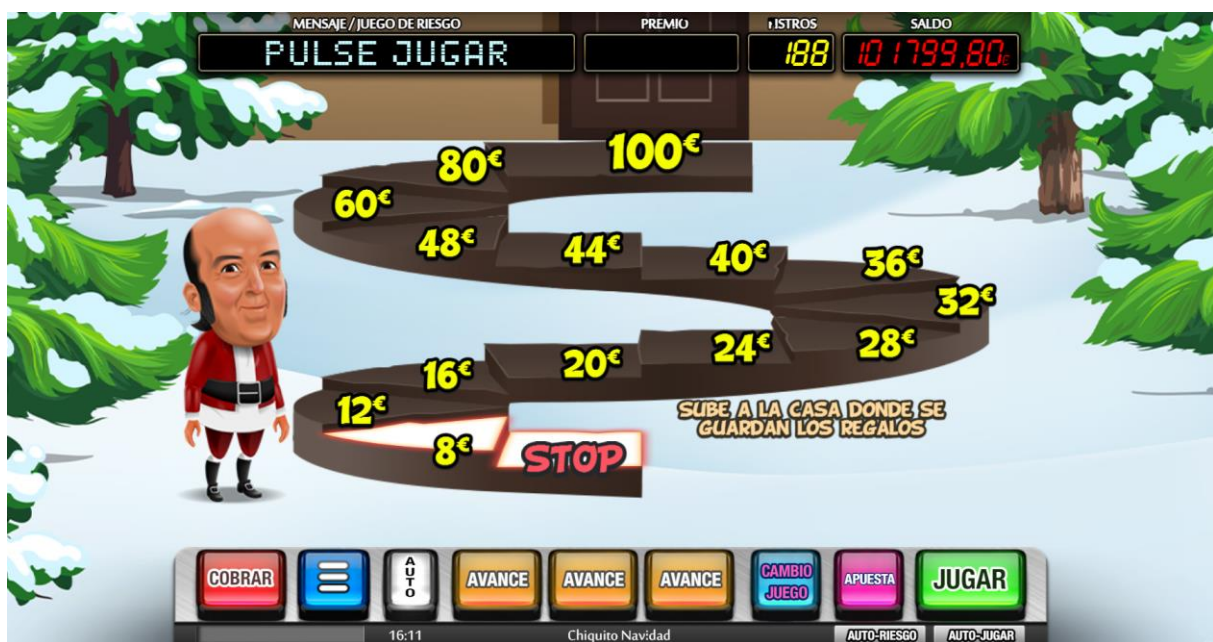 MENSAJE / JUEGO DE RIESGO PREMIO ISTROS SALDO
PULSE JUGAR 188 101799,80€
100€
80€
60€
48€ 44€ 40€ 36€
32€
28€
24€
20€
16€
12€
8€ STOP
SUBE A LA CASA DONDE SE
GUARDAN LOS REGALOS
COBRAR AUTO AVANCE AVANCE AVANCE CAMBIO JUEGO APUESTA JUGAR
16:11 Chiquito Navidad AUTO-RIESGO AUTO-JUGAR